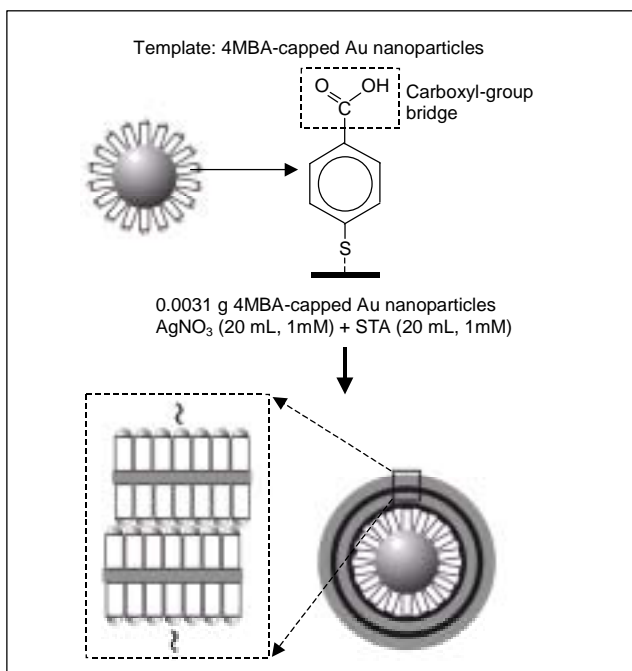 Template: 4MBA-capped Au nanoparticles
O
OH
C
Carboxyl-group
bridge
S
0.0031 g 4MBA-capped Au nanoparticles
AgNO₃ (20 mL, 1mM) + STA (20 mL, 1mM)